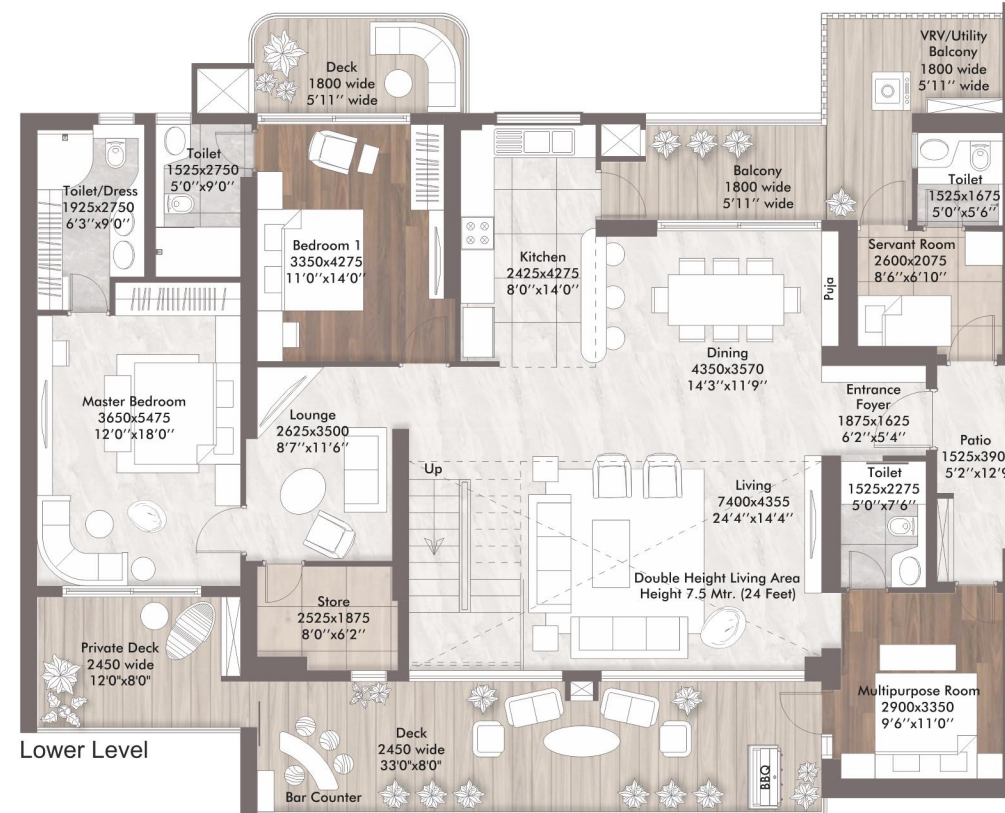 Deck
1800 wide
5'11'' wide
VRV/Utility
Balcony
1800 wide
5'11'' wide
Toilet/Dress
1925x2750
6'3''x9'0''
Toilet
1525x2750
5'0''x9'0''
Bedroom 1
3350x4275
11'0''x14'0''
Kitchen
2425x4275
8'0''x14'0''
Balcony
1800 wide
5'11'' wide
Toilet
1525x1675
5'0''x5'6''
Servant Room
2600x2075
8'6''x6'10''
Puja
Dining
4350x3570
14'3''x11'9''
Master Bedroom
3650x5475
12'0''x18'0''
Lounge
2625x3500
8'7''x11'6''
Entrance
Foyer
1875x1625
6'2''x5'4''
Patio
1525x390
5'2''x12'9
Up
Living
7400x4355
24'4''x14'4''
Toilet
1525x2275
5'0''x7'6''
Double Height Living Area
Height 7.5 Mtr. (24 Feet)
Store
2525x1875
8'0''x6'2''
Private Deck
2450 wide
12'0"x8'0"
Multipurpose Room
2900x3350
9'6''x11'0''
Deck
2450 wide
33'0"x8'0"
Bar Counter
BBQ
Lower Level